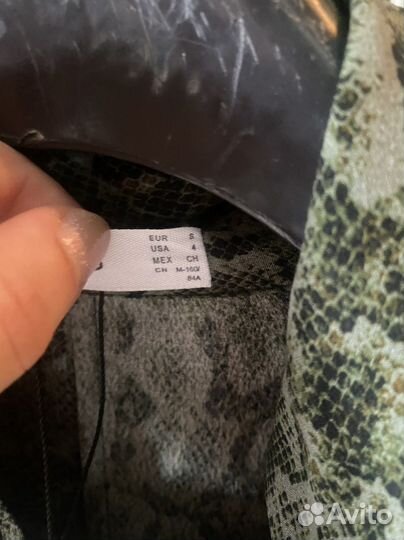 EUR S
USA 4
MEX CH
CN M-160/
84A
Avito